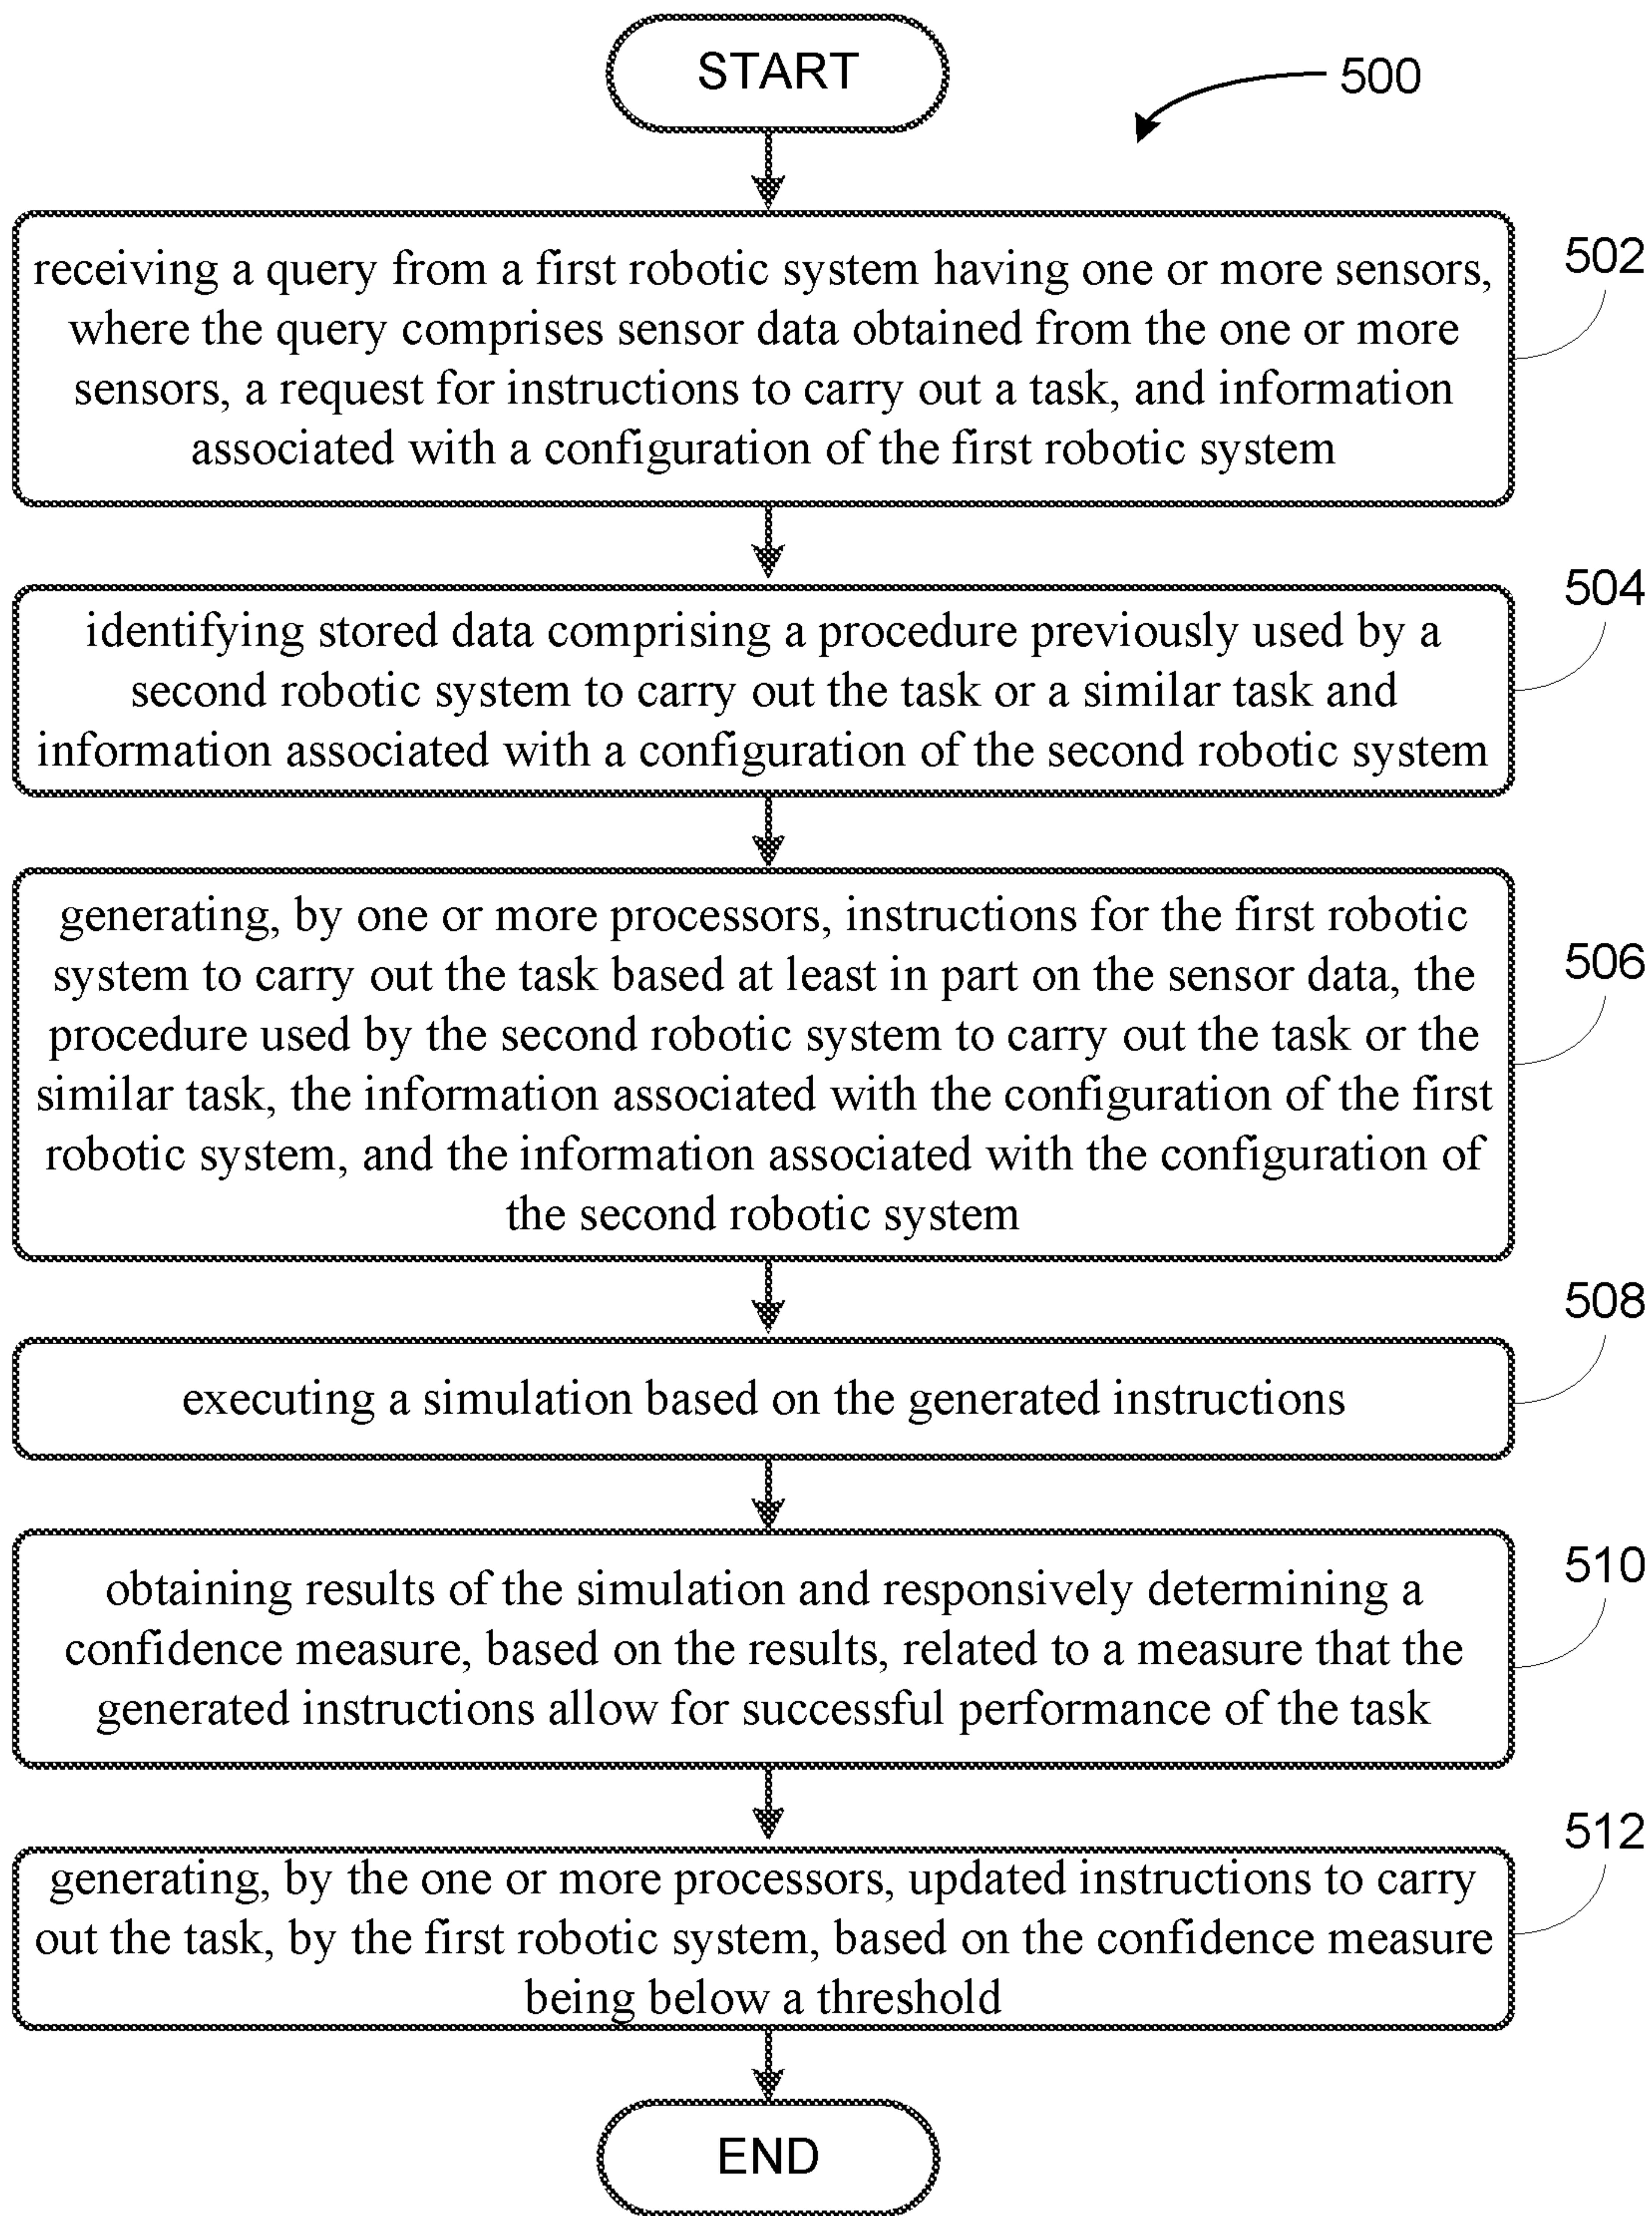 START
500
receiving a query from a first robotic system having one or more sensors,
where the query comprises sensor data obtained from the one or more
sensors, a request for instructions to carry out a task, and information
associated with a configuration of the first robotic system
502
identifying stored data comprising a procedure previously used by a
second robotic system to carry out the task or a similar task and
information associated with a configuration of the second robotic system
504
generating, by one or more processors, instructions for the first robotic
system to carry out the task based at least in part on the sensor data, the
procedure used by the second robotic system to carry out the task or the
similar task, the information associated with the configuration of the first
robotic system, and the information associated with the configuration of
the second robotic system
506
executing a simulation based on the generated instructions
508
obtaining results of the simulation and responsively determining a
confidence measure, based on the results, related to a measure that the
generated instructions allow for successful performance of the task
510
generating, by the one or more processors, updated instructions to carry
out the task, by the first robotic system, based on the confidence measure
being below a threshold
512
END